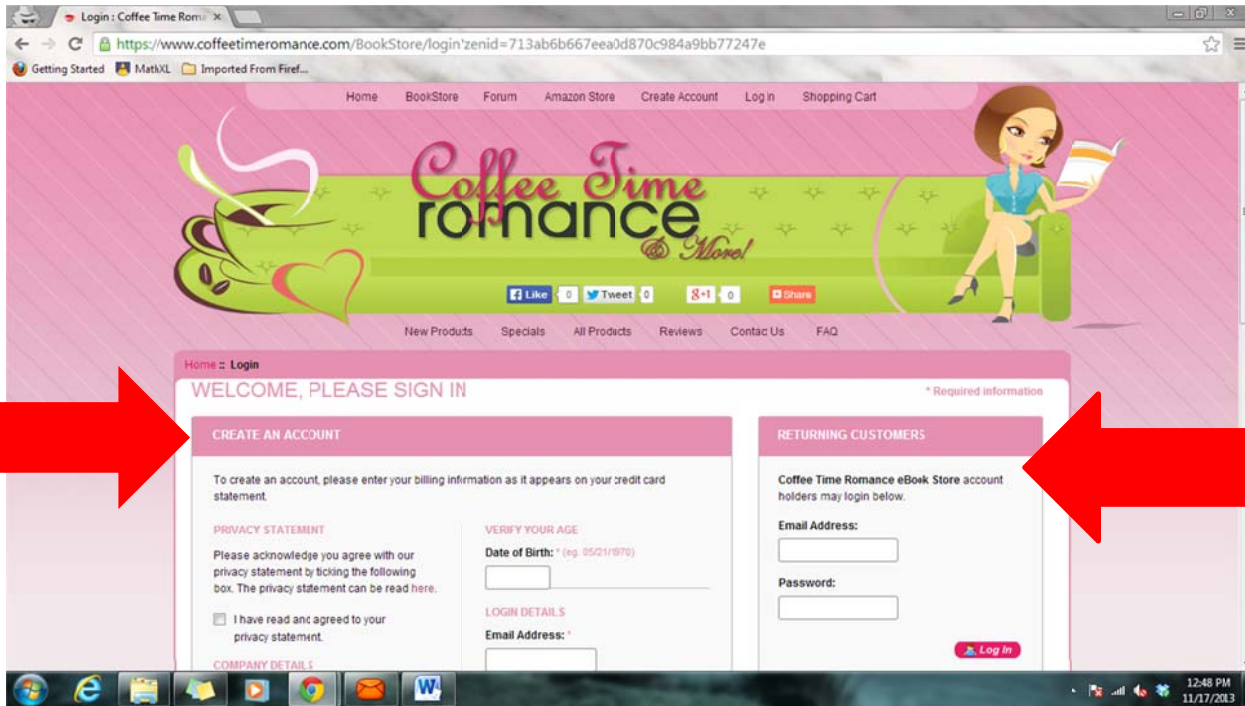 Login : Coffee Time Roma
https://www.coffeetimeromance.com/BookStore/login'zenid=713ab6b667eea0d870c984a9bb77247e
Getting Started MathXL Imported From Firef...
Home BookStore Forum Amazon Store Create Account Log In Shopping Cart
Coffee Time
romance
& More!
Like 0 Tweet 0 g+1 0 Share
New Products Specials All Products Reviews Contact Us FAQ
Home :: Login
WELCOME, PLEASE SIGN IN
* Required information
CREATE AN ACCOUNT
To create an account, please enter your billing information as it appears on your credit card
statement.
PRIVACY STATEMENT
Please acknowledge you agree with our
privacy statement by ticking the following
box. The privacy statement can be read here.
I have read and agreed to your
privacy statement.
COMPANY DETAILS
VERIFY YOUR AGE
Date of Birth: * (eg. 05/21/1970)
LOGIN DETAILS
Email Address: *
RETURNING CUSTOMERS
Coffee Time Romance eBook Store account
holders may login below.
Email Address:
Password:
Log In
12:48 PM
11/17/2013